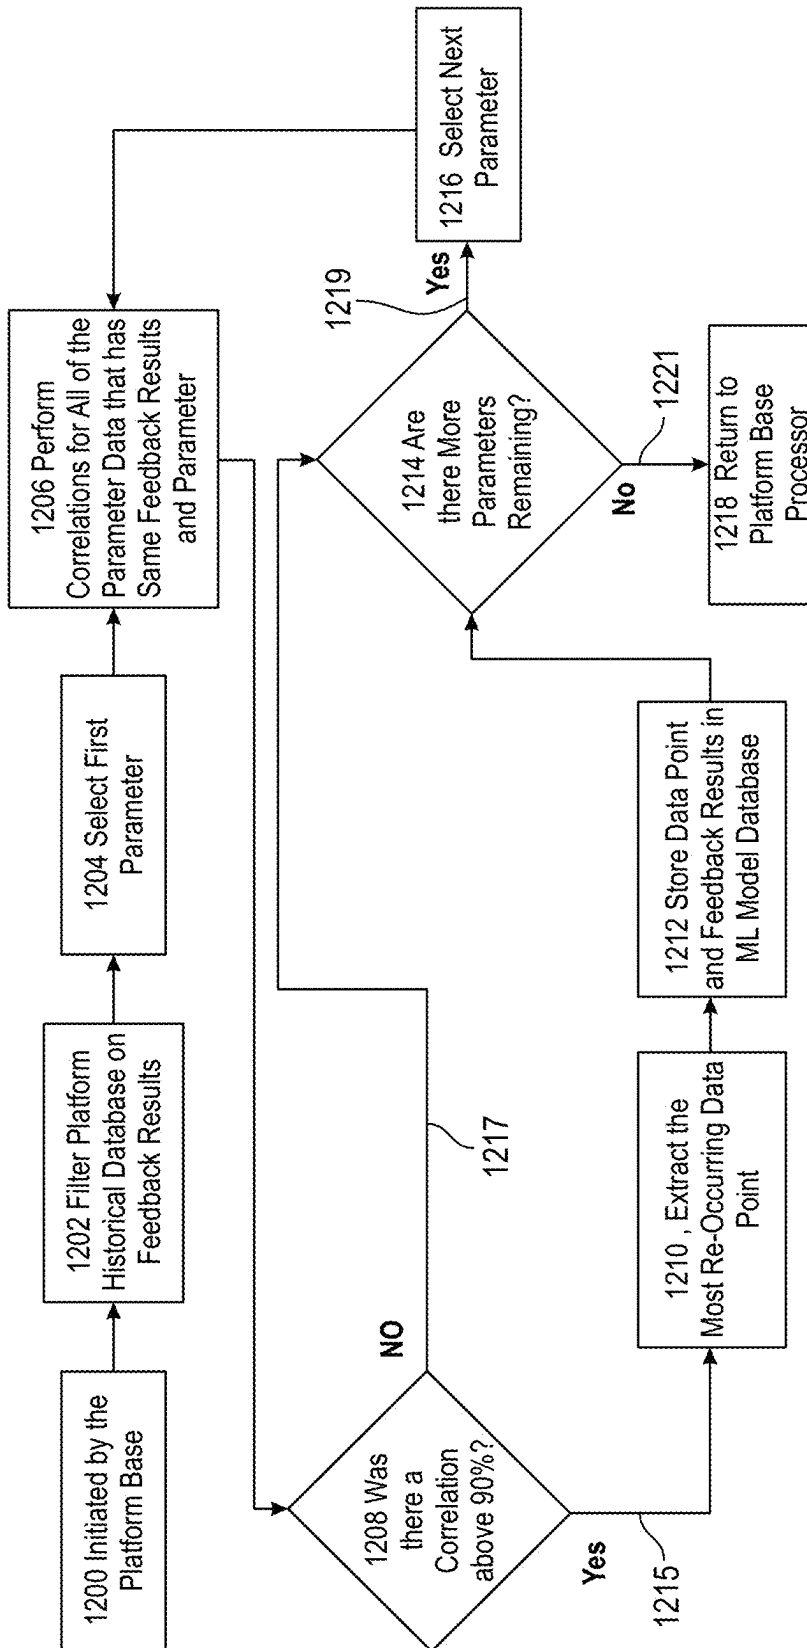 1200 Initiated by the
Platform Base
1202 Filter Platform
Historical Database on
Feedback Results
1204 Select First
Parameter
1206 Perform
Correlations for All of the
Parameter Data that has
Same Feedback Results
and Parameter
1208 Was
there a
Correlation
above 90%?
NO
1217
Yes
1215
1210 , Extract the
Most Re-Occurring Data
Point
1212 Store Data Point
and Feedback Results in
ML Model Database
1214 Are
there More
Parameters
Remaining?
1219
Yes
1216 Select Next
Parameter
No
1221
1218 Return to
Platform Base
Processor